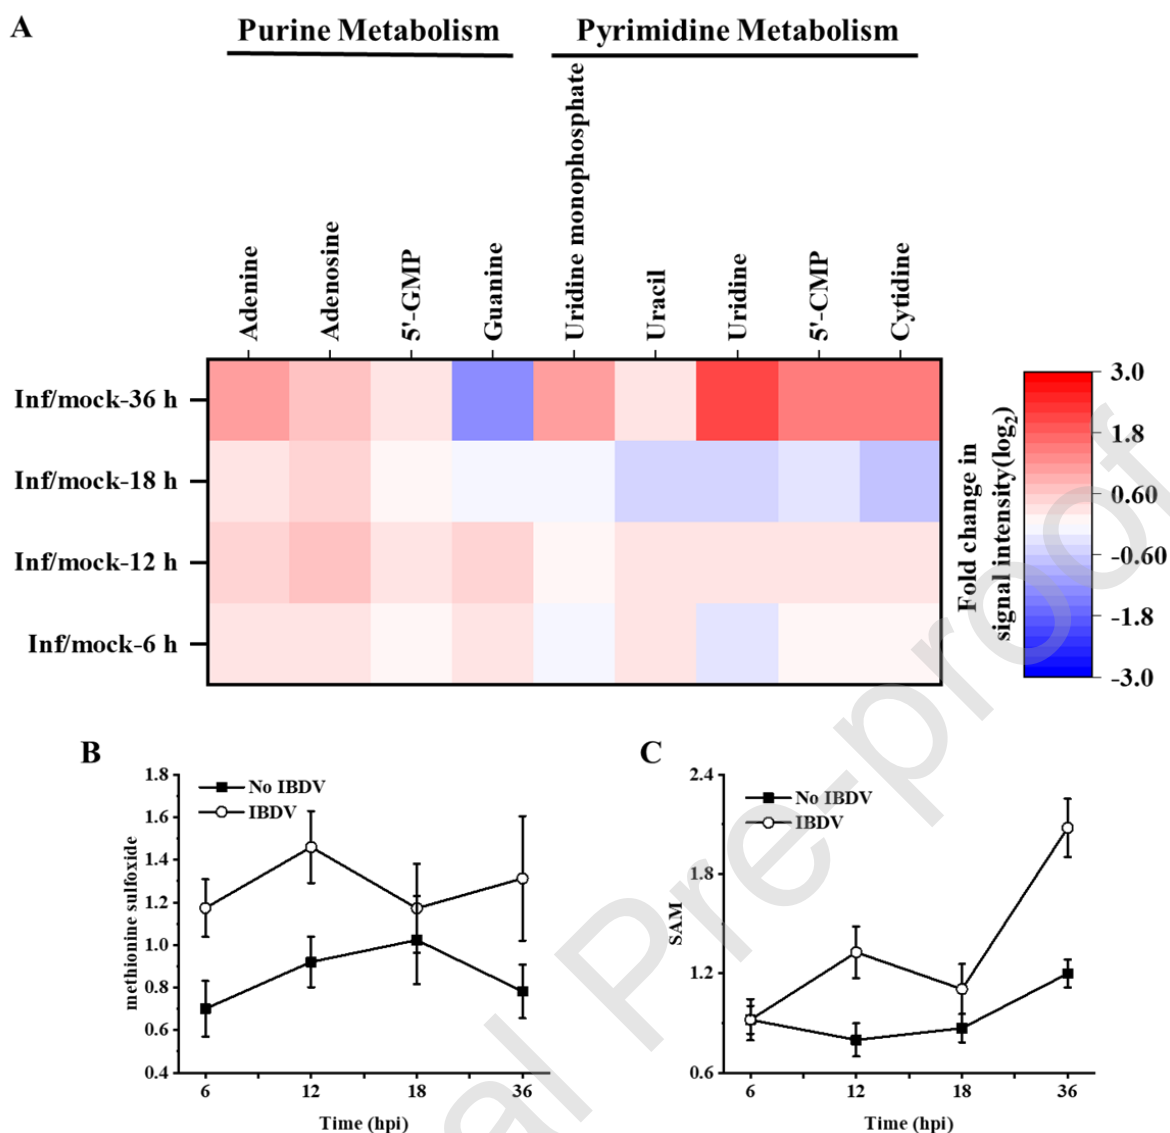 A
Purine Metabolism
Pyrimidine Metabolism
Adenine
Adenosine
5'-GMP
Guanine
Uridine monophosphate
Uracil
Uridine
5'-CMP
Cytidine
Inf/mock-36 h
Inf/mock-18 h
Inf/mock-12 h
Inf/mock-6 h
Fold change in
signal intensity(log2)
3.0
1.8
0.60
-0.60
-1.8
-3.0
B
No IBDV
IBDV
methionine sulfoxide
1.8
1.6
1.4
1.2
1.0
0.8
0.6
0.4
6 12 18 36
Time (hpi)
C
No IBDV
IBDV
SAM
2.4
1.8
1.2
0.6
6 12 18 36
Time (hpi)
al Pre-proof